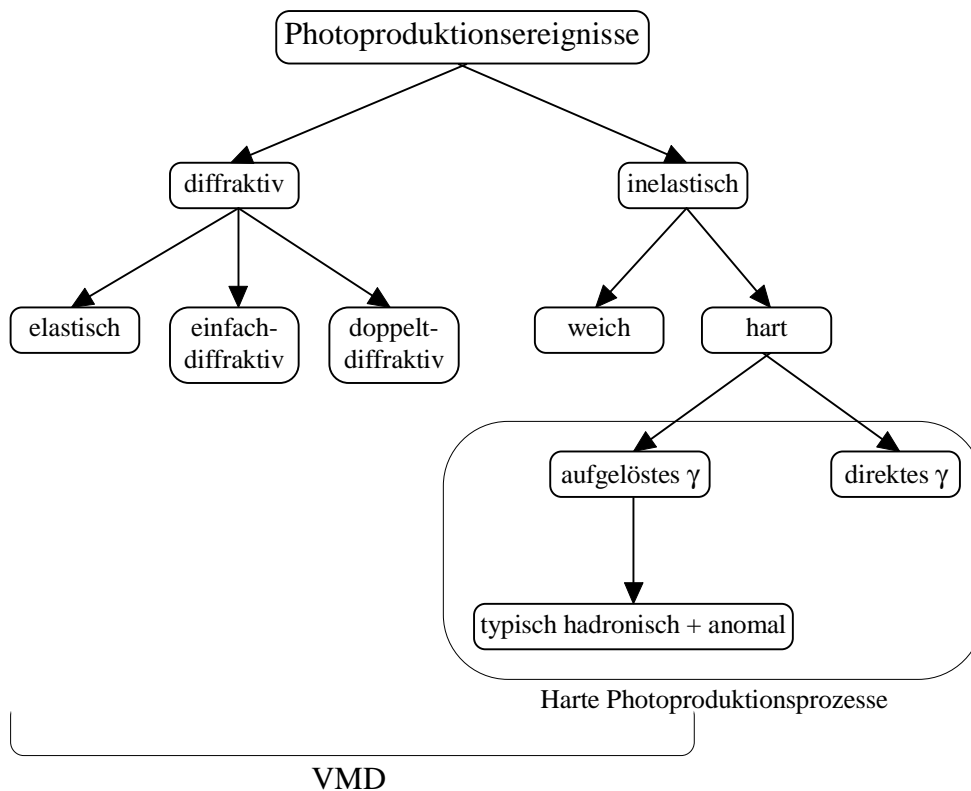 Photoproduktionsereignisse
diffraktiv
inelastisch
elastisch
einfach-
diffraktiv
doppelt-
diffraktiv
weich
hart
aufgelöstes γ
direktes γ
typisch hadronisch + anomal
Harte Photoproduktionsprozesse
VMD